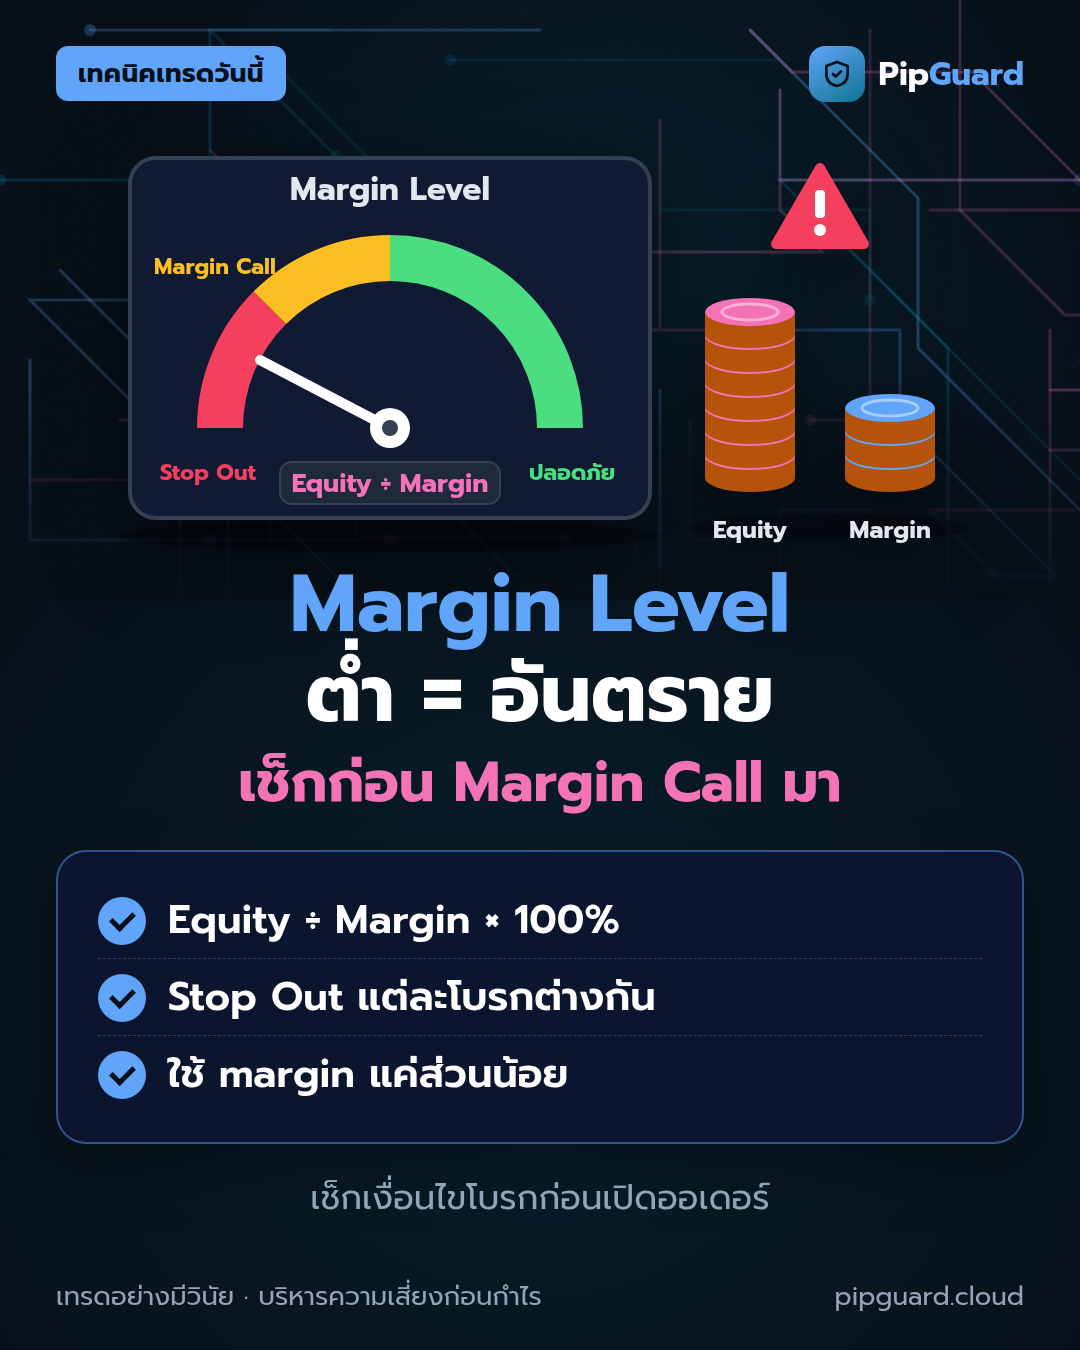 เทคนิคเทรดวันนี้
PipGuard
Margin Level
Margin Call
Stop Out
Equity ÷ Margin
ปลอดภัย
Equity
Margin
Margin Level
ต่ำ = อันตราย
เช็กก่อน Margin Call มา
Equity ÷ Margin × 100%
Stop Out แต่ละโบรกต่างกัน
ใช้ margin แค่ส่วนน้อย
เช็กเงื่อนไขโบรกก่อนเปิดออเดอร์
เทรดอย่างมีวินัย · บริหารความเสี่ยงก่อนกำไร
pipguard.cloud